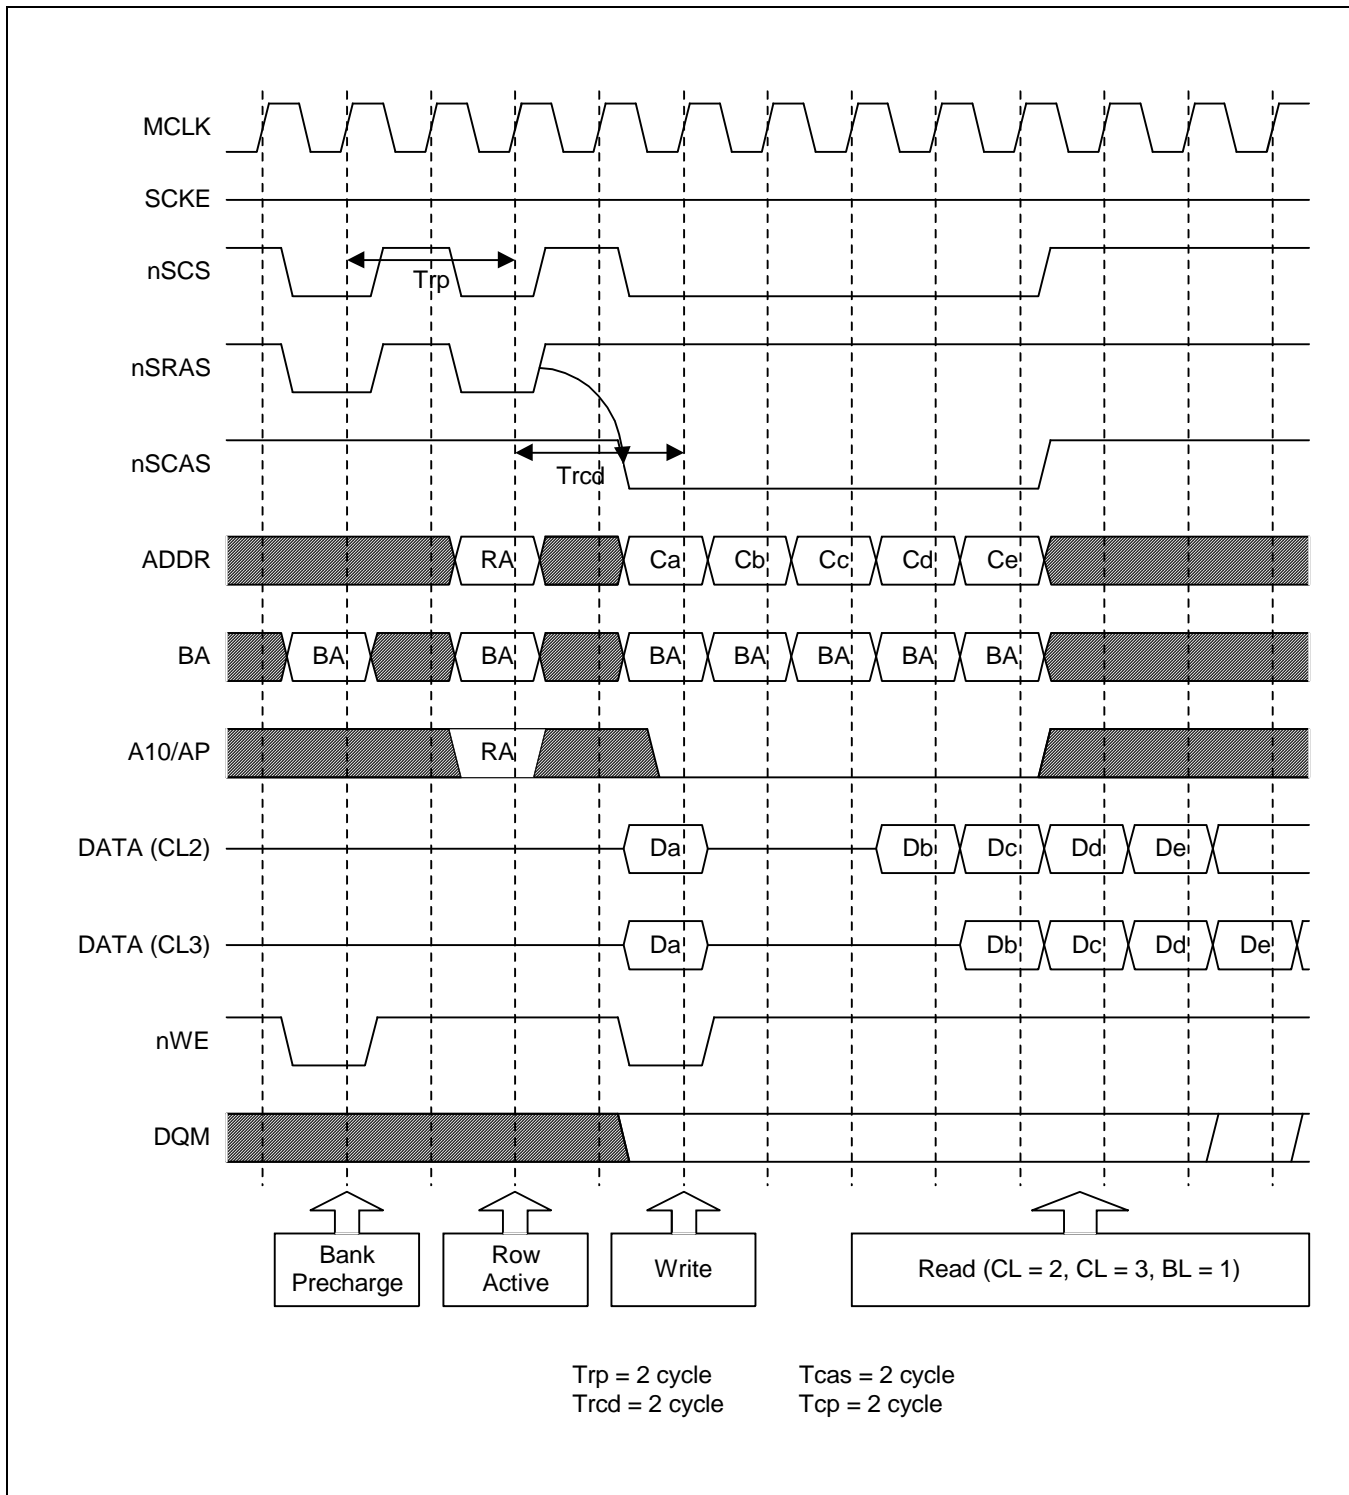 MCLK
SCKE
nSCS
Trp
nSRAS
nSCAS
Trcd
ADDR RA Ca Cb Cc Cd Ce
BA BA BA BA BA BA BA BA
A10/AP RA
DATA (CL2) Da Db Dc Dd De
DATA (CL3) Da Db Dc Dd De
nWE
DQM
Bank
Precharge
Row
Active
Write
Read (CL = 2, CL = 3, BL = 1)
Trp = 2 cycle Tcas = 2 cycle
Trcd = 2 cycle Tcp = 2 cycle